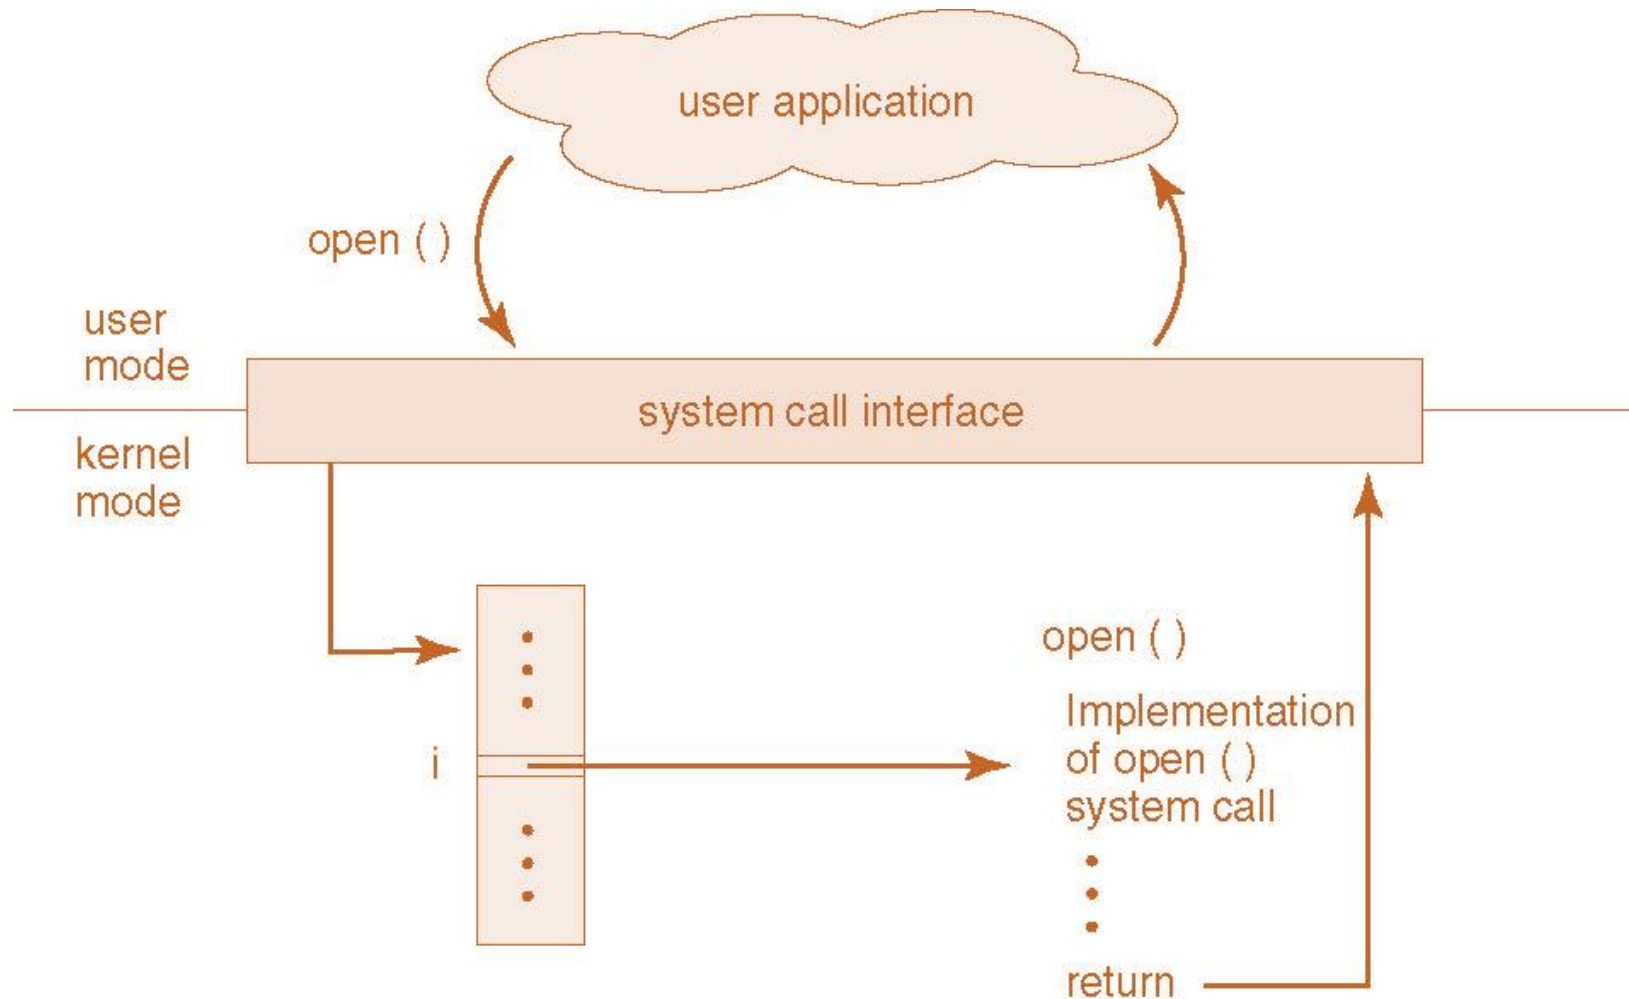 user application
open ( )
user
mode
system call interface
kernel
mode
open ( )
i
Implementation
of open ( )
system call
return